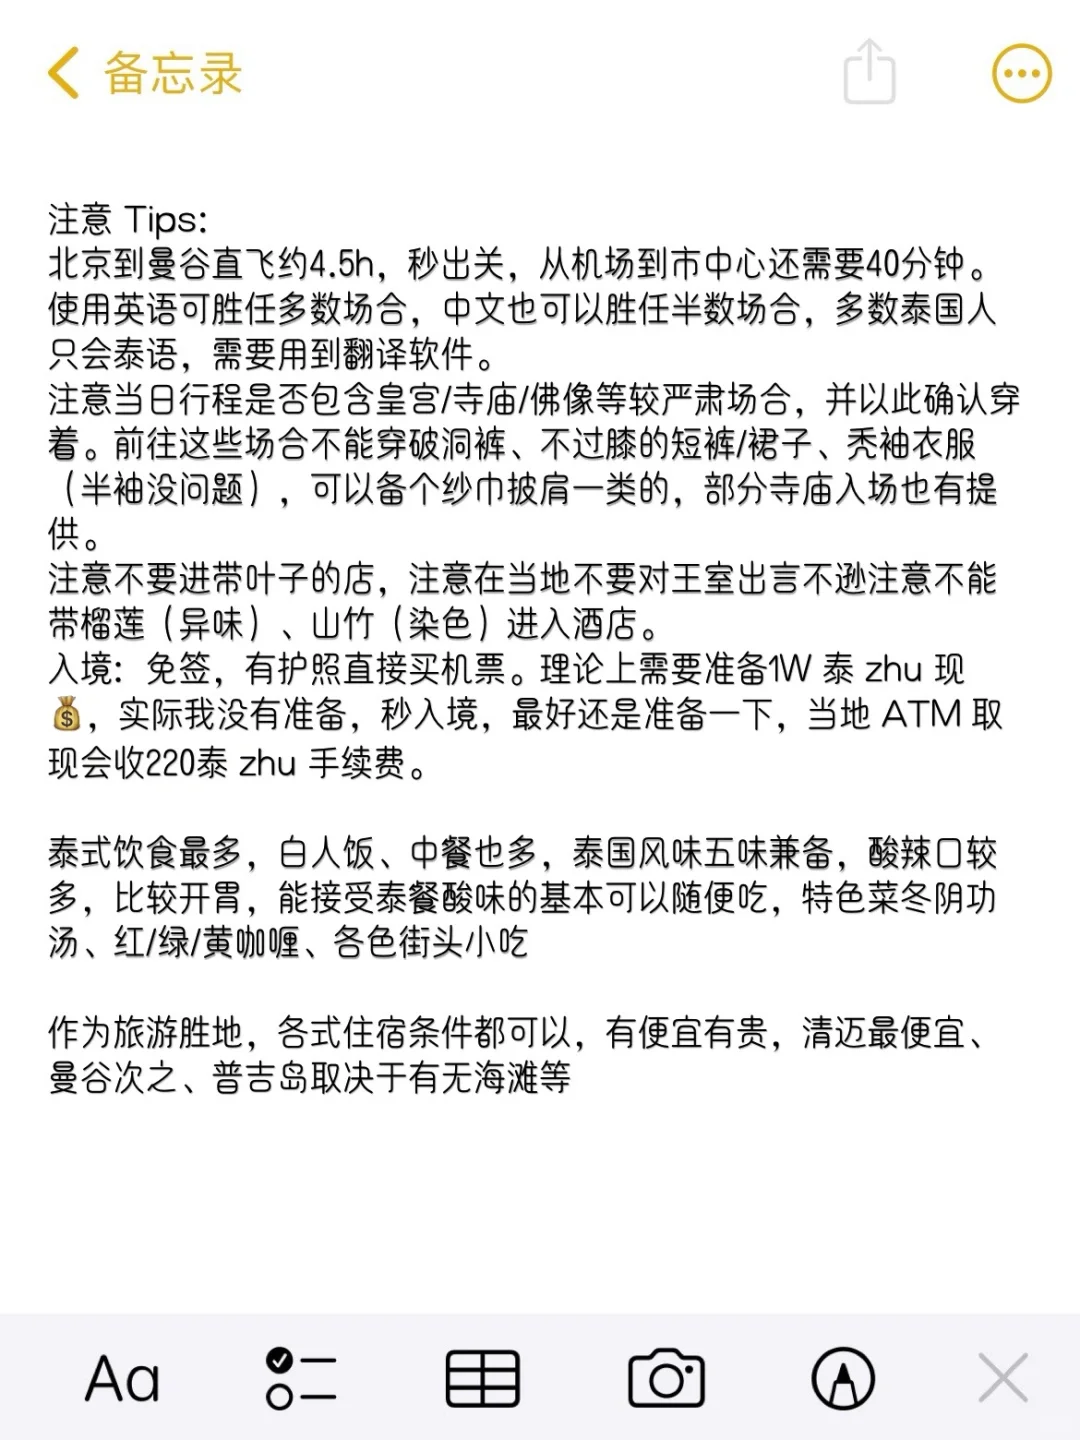 备忘录
注意 Tips:
北京到曼谷直飞约4.5h，秒出关，从机场到市中心还需要40分钟。
使用英语可胜任多数场合，中文也可以胜任半数场合，多数泰国人
只会泰语，需要用到翻译软件。
注意当日行程是否包含皇宫/寺庙/佛像等较严肃场合，并以此确认穿
着。前往这些场合不能穿破洞裤、不过膝的短裤/裙子、秃袖衣服
（半袖没问题），可以备个纱巾披肩一类的，部分寺庙入场也有提
供。
注意不要进带叶子的店，注意在当地不要对王室出言不逊注意不能
带榴莲（异味）、山竹（染色）进入酒店。
入境：免签，有护照直接买机票。理论上需要准备1W 泰 zhu 现
💰，实际我没有准备，秒入境，最好还是准备一下，当地 ATM 取
现会收220泰 zhu 手续费。
泰式饮食最多，白人饭、中餐也多，泰国风味五味兼备，酸辣口较
多，比较开胃，能接受泰餐酸味的基本可以随便吃，特色菜冬阴功
汤、红/绿/黄咖喱、各色街头小吃
作为旅游胜地，各式住宿条件都可以，有便宜有贵，清迈最便宜、
曼谷次之、普吉岛取决于有无海滩等
Aa